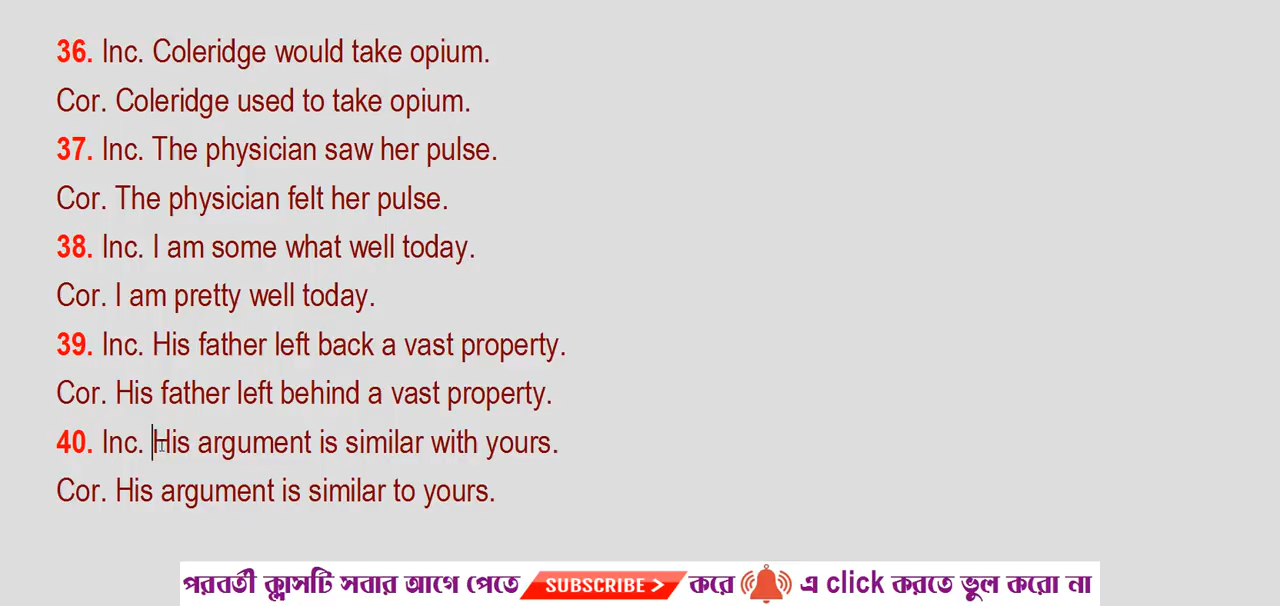 36. Inc. Coleridge would take opium.
Cor. Coleridge used to take opium.
37. Inc. The physician saw her pulse.
Cor. The physician felt her pulse.
38. Inc. I am some what well today.
Cor. I am pretty well today.
39. Inc. His father left back a vast property.
Cor. His father left behind a vast property.
40. Inc. His argument is similar with yours.
Cor. His argument is similar to yours.
পরবর্তী ক্লাসটি সবার আগে পেতে SUBSCRIBE > করে এ click করতে ভুল করো না